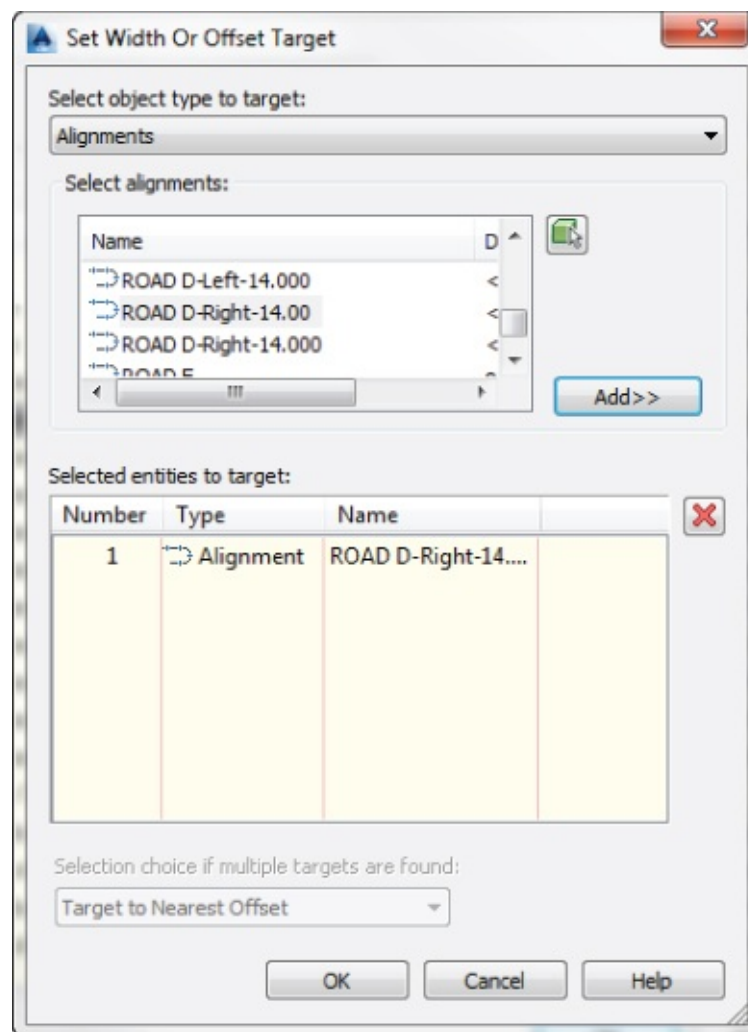 Set Width Or Offset Target
Select object type to target:
Alignments
Select alignments:
Name D
ROAD D-Left-14.000 <
ROAD D-Right-14.00 <
ROAD D-Right-14.000 <
ROAD E
Add>>
Selected entities to target:
Number Type Name
1 Alignment ROAD D-Right-14....
Selection choice if multiple targets are found:
Target to Nearest Offset
OK Cancel Help